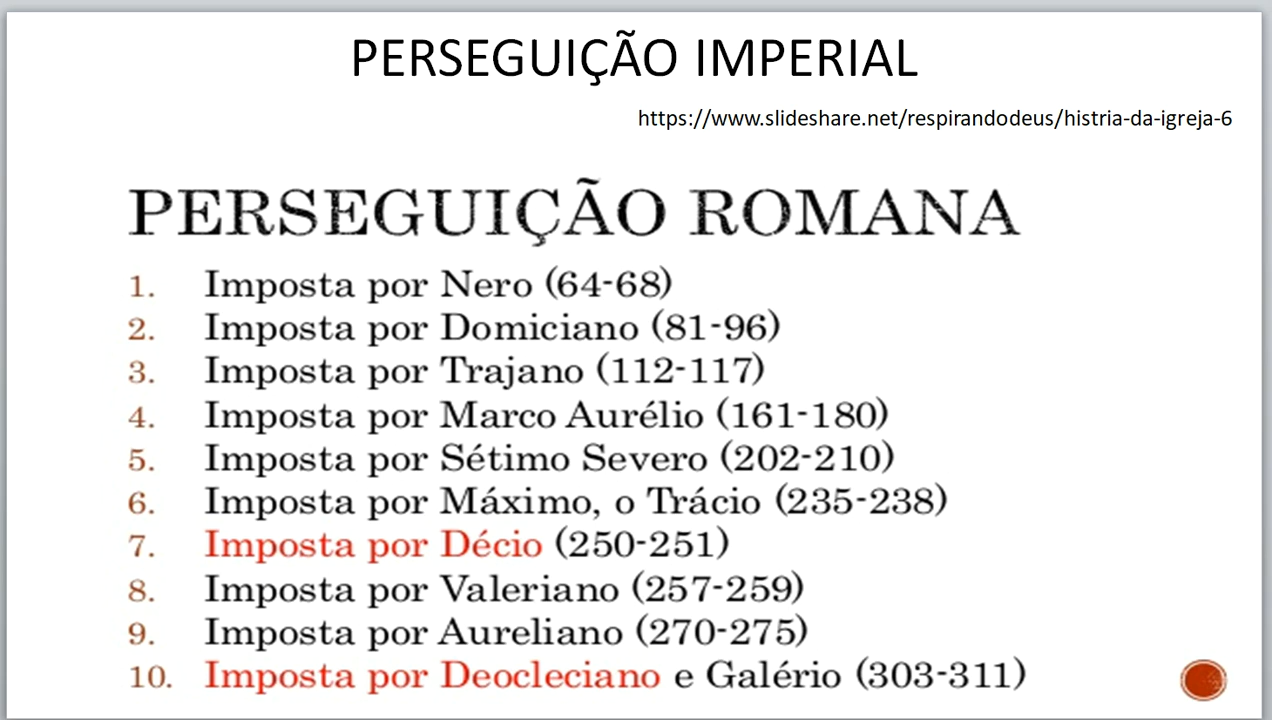 PERSEGUIÇÃO IMPERIAL
https://www.slideshare.net/respirandodeus/histria-da-igreja-6
PERSEGUIÇÃO ROMANA
1. Imposta por Nero (64-68)
2. Imposta por Domiciano (81-96)
3. Imposta por Trajano (112-117)
4. Imposta por Marco Aurélio (161-180)
5. Imposta por Sétimo Severo (202-210)
6. Imposta por Máximo, o Trácio (235-238)
7. Imposta por Décio (250-251)
8. Imposta por Valeriano (257-259)
9. Imposta por Aureliano (270-275)
10. Imposta por Deocleciano e Galério (303-311)